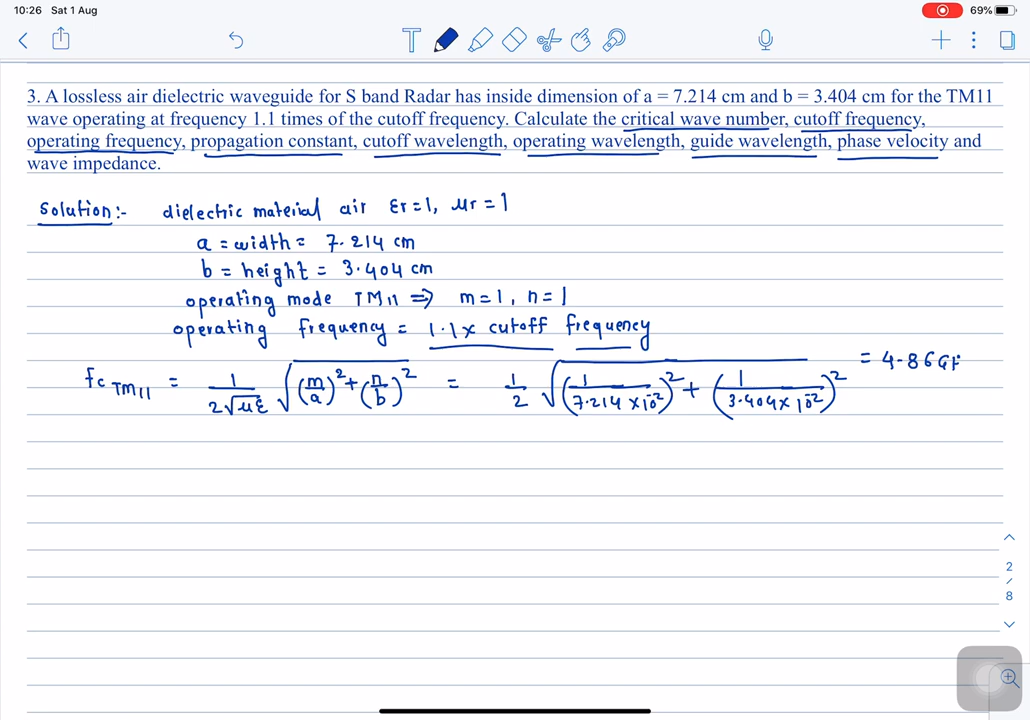 10:26 Sat 1 Aug 69%
3. A lossless air dielectric waveguide for S band Radar has inside dimension of a = 7.214 cm and b = 3.404 cm for the TM11
wave operating at frequency 1.1 times of the cutoff frequency. Calculate the critical wave number, cutoff frequency,
operating frequency, propagation constant, cutoff wavelength, operating wavelength, guide wavelength, phase velocity and
wave impedance.
Solution:- dielectric material air εr=1, μr=1
a = width = 7.214 cm
b = height = 3.404 cm
operating mode TM11 ⇒ m=1, n=1
operating frequency = 1.1 x cutoff frequency
fc TM11 = 1/2√με √(m/a)²+(n/b)² = 1/2 √(1/7.214 x10⁻²)² + (1/3.404x10⁻²)² = 4.86GH
2
/
8